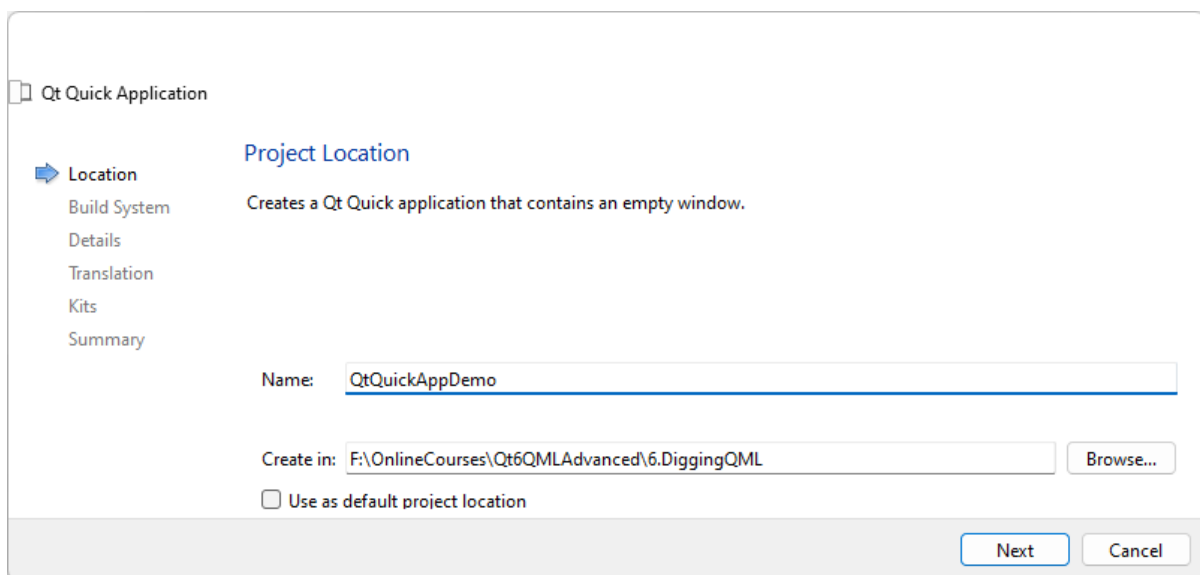 Qt Quick Application
Project Location
Location
Build System
Details
Translation
Kits
Summary
Creates a Qt Quick application that contains an empty window.
Name: QtQuickAppDemo
Create in: F:\OnlineCourses\Qt6QMLAdvanced\6.DiggingQML Browse...
Use as default project location
Next Cancel